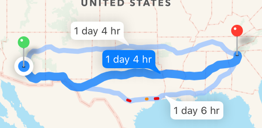 UNITED STATES
1 day 4 hr
1 day 4 hr
1 day 6 hr